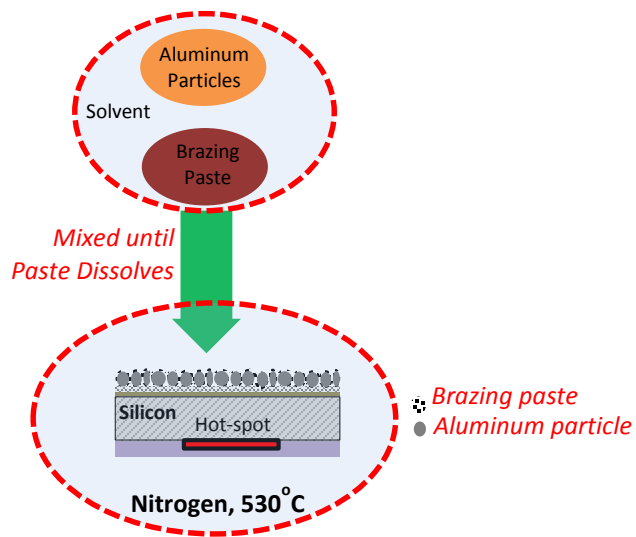 Aluminum
Particles
Solvent
Brazing
Paste
Mixed until
Paste Dissolves
Silicon
Hot-spot
Nitrogen, 530°C
Brazing paste
Aluminum particle